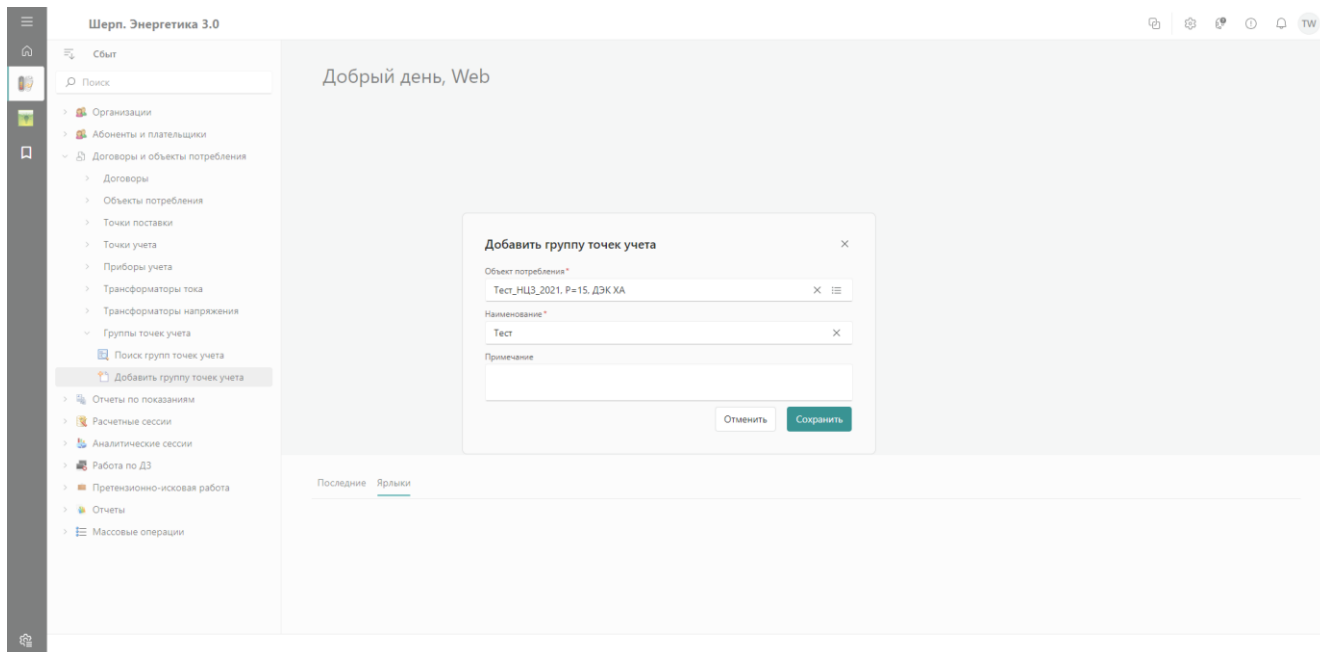 Шерп. Энергетика 3.0
TW
Сбыт
Поиск
Организации
Абоненты и плательщики
Договоры и объекты потребления
Договоры
Объекты потребления
Точки поставки
Точки учета
Приборы учета
Трансформаторы тока
Трансформаторы напряжения
Группы точек учета
Поиск групп точек учета
Добавить группу точек учета
Отчеты по показаниям
Расчетные сессии
Аналитические сессии
Работа по ДЗ
Претензионно-исковая работа
Отчеты
Массовые операции
Добрый день, Web
Добавить группу точек учета
Объект потребления*
Тест_НЦЗ_2021, Р=15, ДЭК ХА
Наименование*
Тест
Примечание
Отменить Сохранить
Последние Ярлыки